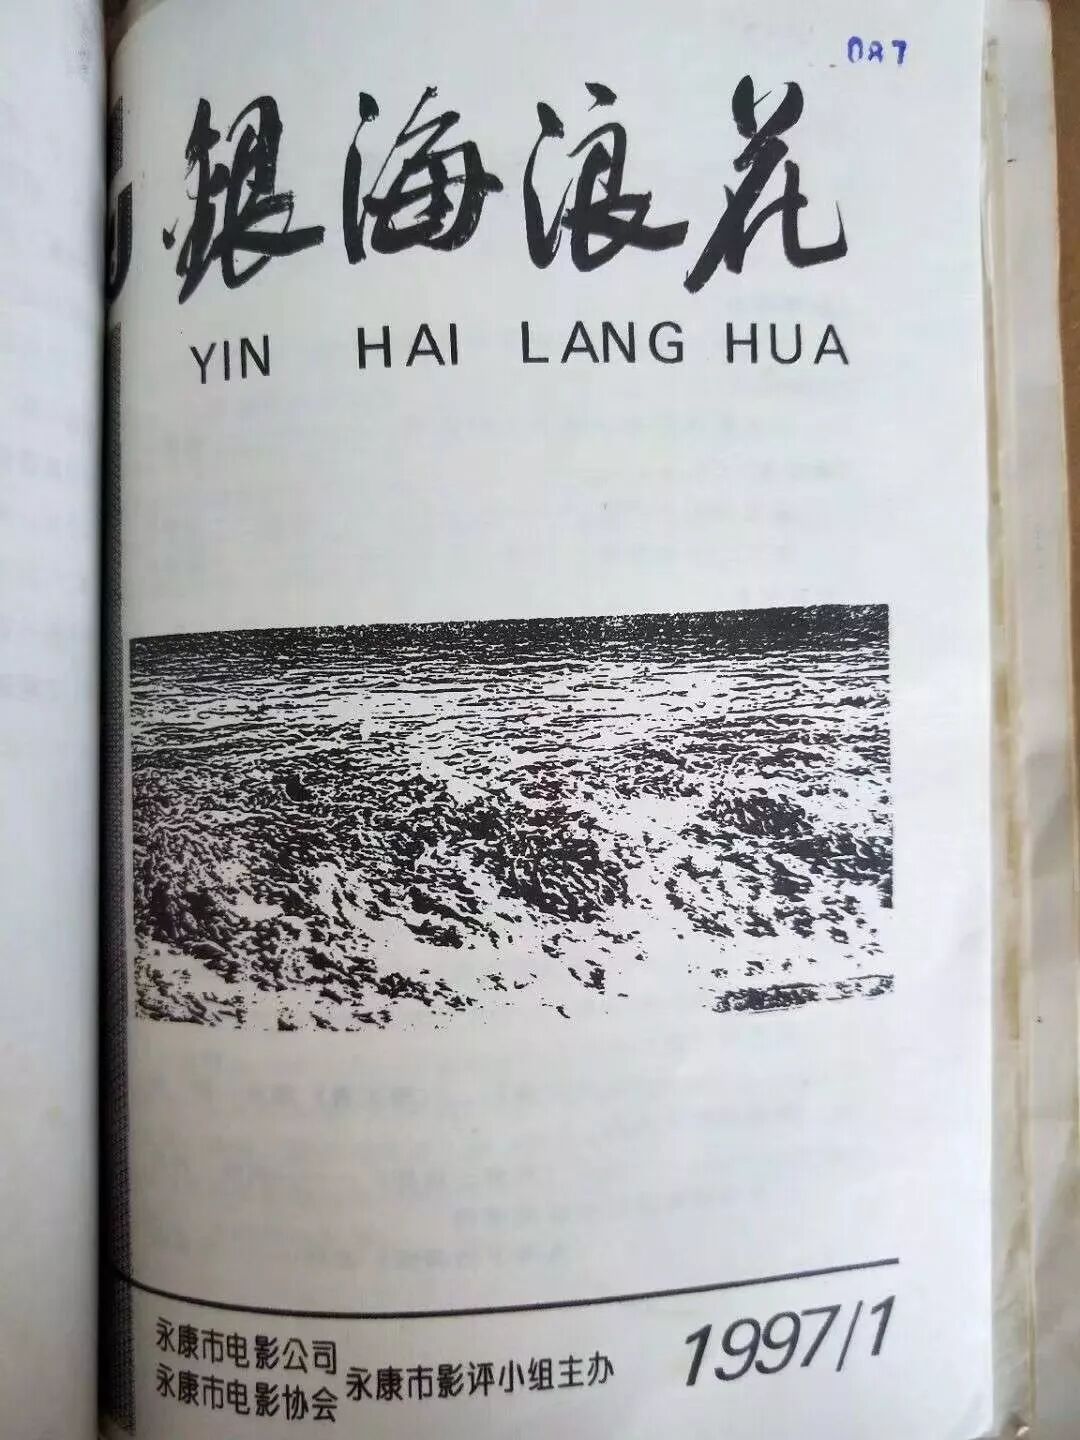 087
銀海浪花
YIN HAI LANG HUA
永康市电影公司
永康市电影协会
永康市影评小组主办
1997/1